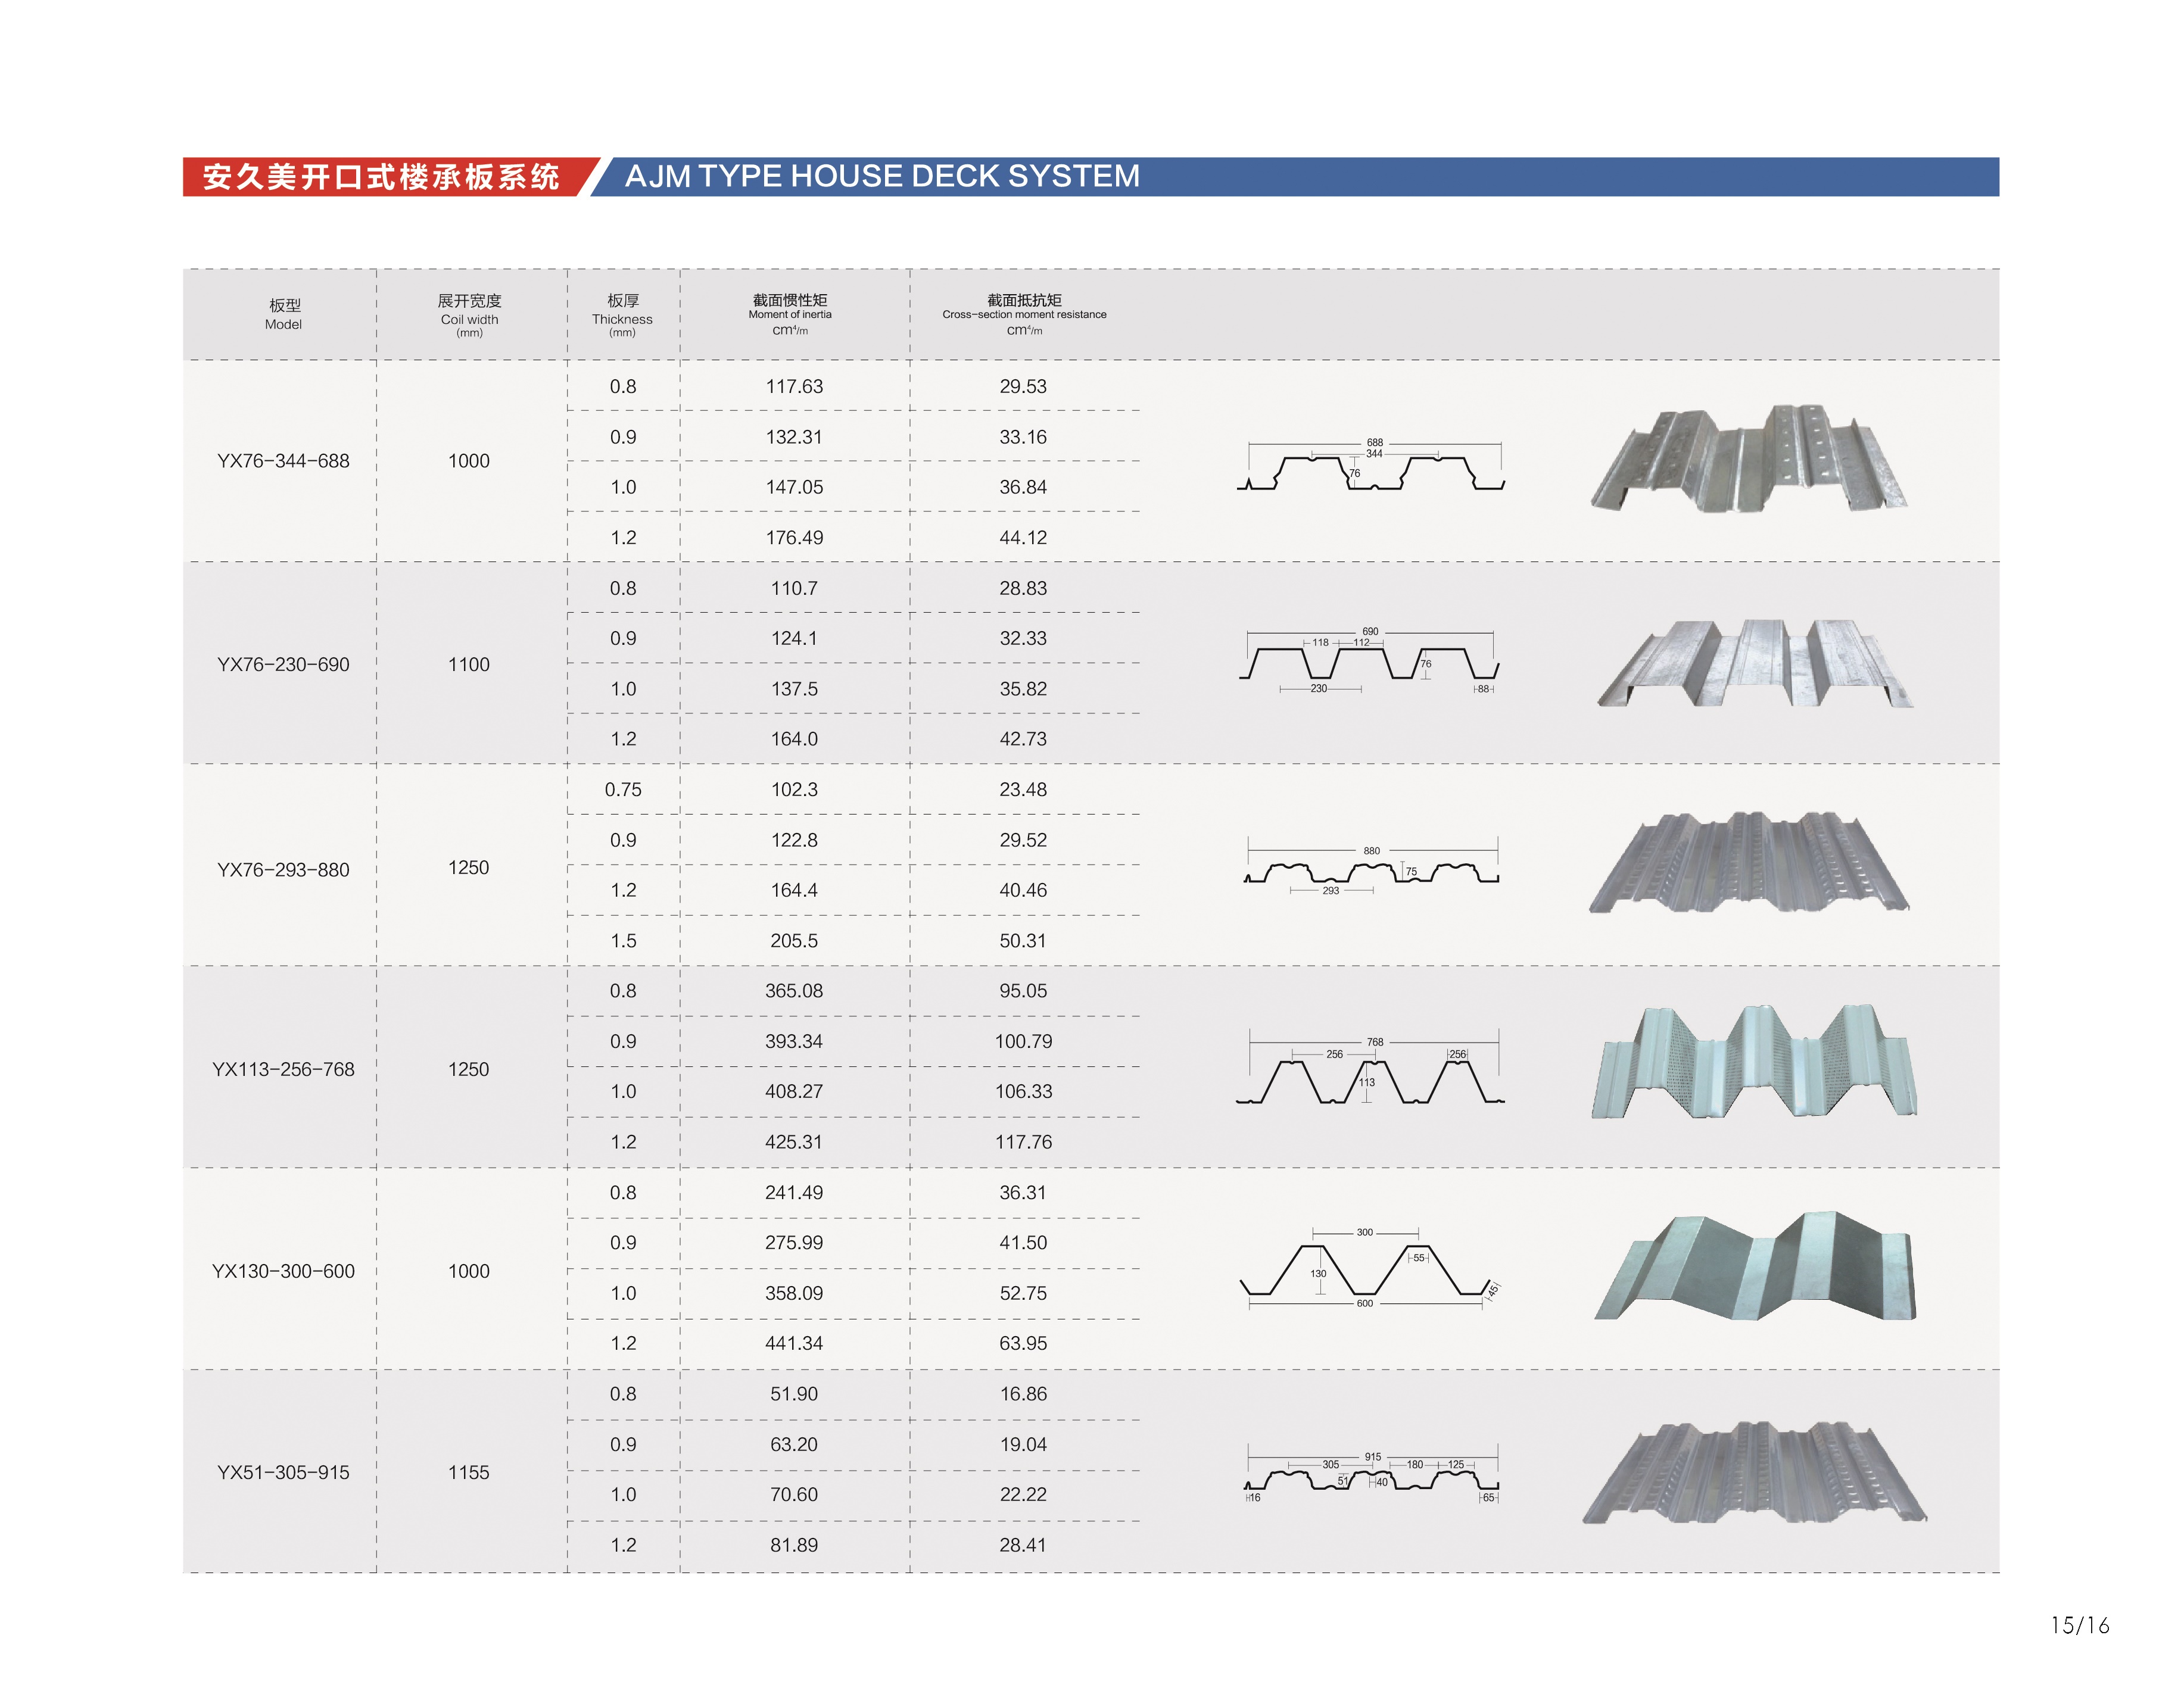 安久美开口式楼承板系统 AJM TYPE HOUSE DECK SYSTEM
板型
Model
展开宽度
Coil width
(mm)
板厚
Thickness
(mm)
截面惯性矩
Moment of inertia
cm⁴/m
截面抵抗矩
Cross-section moment resistance
cm⁴/m
YX76-344-688
1000
0.8 117.63 29.53
0.9 132.31 33.16
1.0 147.05 36.84
1.2 176.49 44.12
688
344
76
YX76-230-690
1100
0.8 110.7 28.83
0.9 124.1 32.33
1.0 137.5 35.82
1.2 164.0 42.73
690
118 112
76
230 88
YX76-293-880
1250
0.75 102.3 23.48
0.9 122.8 29.52
1.2 164.4 40.46
1.5 205.5 50.31
880
75
293
YX113-256-768
1250
0.8 365.08 95.05
0.9 393.34 100.79
1.0 408.27 106.33
1.2 425.31 117.76
768
256 256
113
YX130-300-600
1000
0.8 241.49 36.31
0.9 275.99 41.50
1.0 358.09 52.75
1.2 441.34 63.95
300
55
130
45
600
YX51-305-915
1155
0.8 51.90 16.86
0.9 63.20 19.04
1.0 70.60 22.22
1.2 81.89 28.41
915
305 180 125
51 40
16 65
15/16